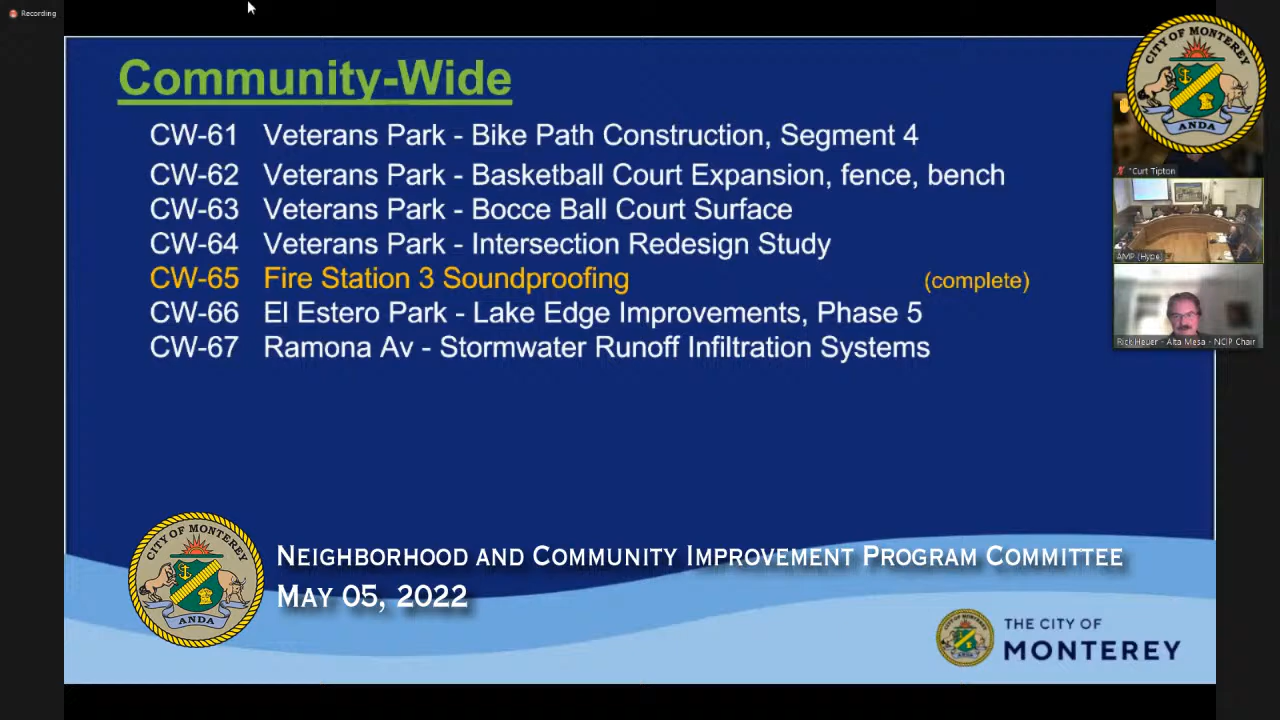 Recording
Community-Wide
CW-61 Veterans Park - Bike Path Construction, Segment 4
CW-62 Veterans Park - Basketball Court Expansion, fence, bench
CW-63 Veterans Park - Bocce Ball Court Surface
CW-64 Veterans Park - Intersection Redesign Study
CW-65 Fire Station 3 Soundproofing (complete)
CW-66 El Estero Park - Lake Edge Improvements, Phase 5
CW-67 Ramona Av - Stormwater Runoff Infiltration Systems
CITY OF MONTEREY
ANDA
*Curt Tipton
AMP (Hype
Rick Heuer - Alta Mesa - NCIP Chair
CITY OF MONTEREY
ANDA
NEIGHBORHOOD AND COMMUNITY IMPROVEMENT PROGRAM COMMITTEE
MAY 05, 2022
THE CITY OF
MONTEREY